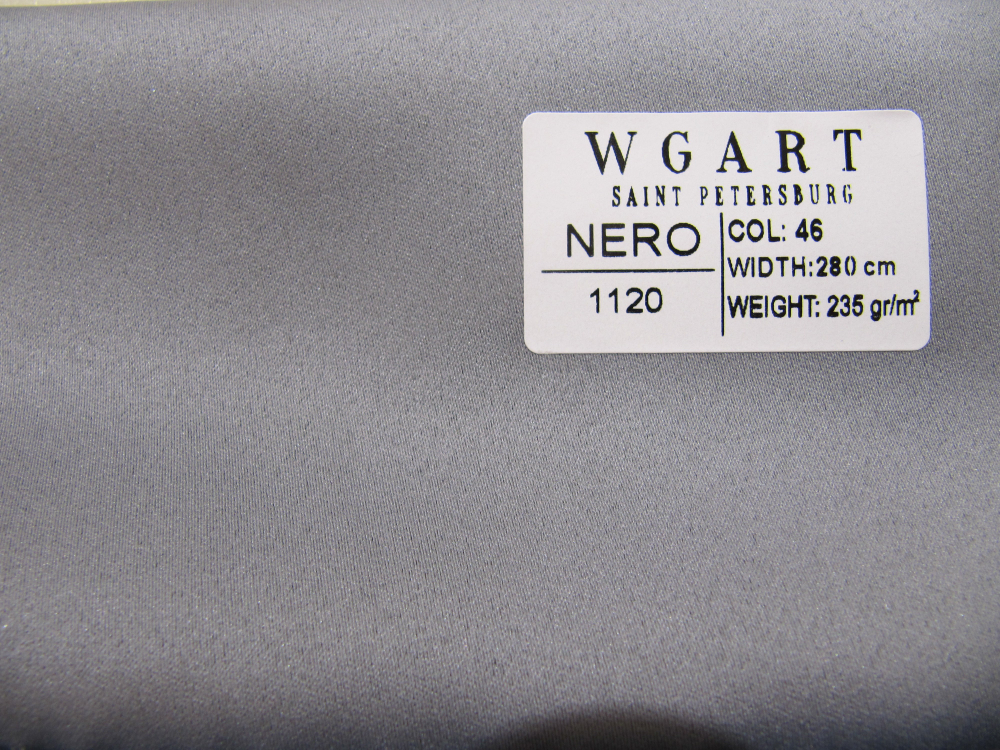 WGART
SAINT PETERSBURG
NERO
1120
COL: 46
WIDTH:280 cm
WEIGHT: 235 gr/m²